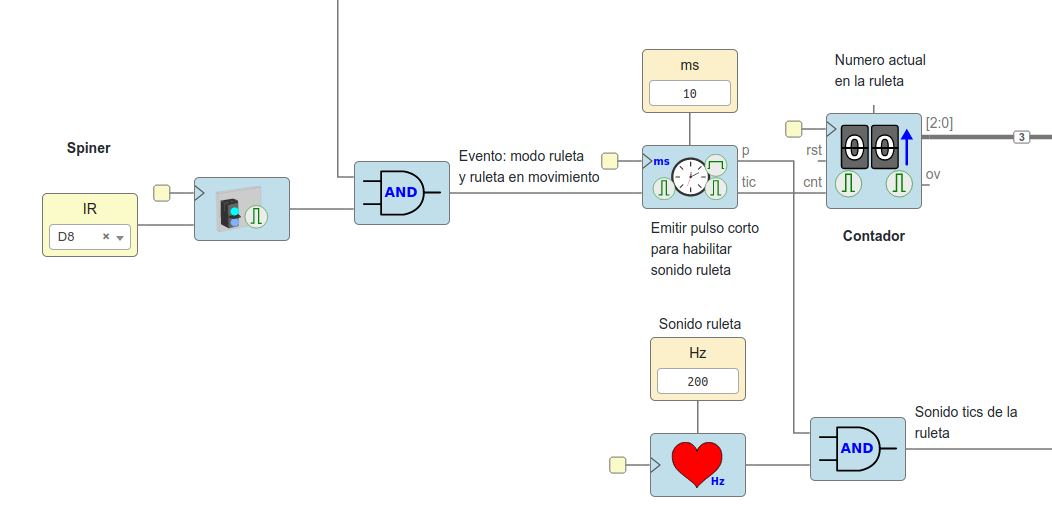 Spiner
IR
D8
AND
Evento: modo ruleta
y ruleta en movimiento
ms
10
ms
p
tic
Emitir pulso corto
para habilitar
sonido ruleta
Numero actual
en la ruleta
rst
cnt
00
[2:0]
3
ov
Contador
Sonido ruleta
Hz
200
Hz
AND
Sonido tics de la
ruleta